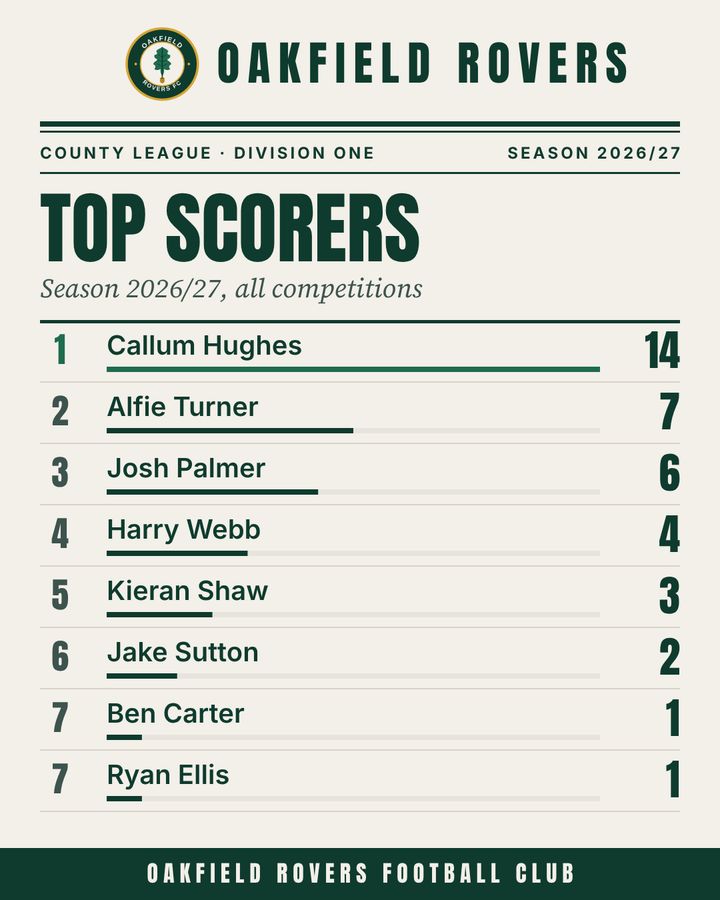 OAKFIELD
ROVERS FC
OAKFIELD ROVERS
COUNTY LEAGUE · DIVISION ONE
SEASON 2026/27
TOP SCORERS
Season 2026/27, all competitions
1 Callum Hughes 14
2 Alfie Turner 7
3 Josh Palmer 6
4 Harry Webb 4
5 Kieran Shaw 3
6 Jake Sutton 2
7 Ben Carter 1
7 Ryan Ellis 1
OAKFIELD ROVERS FOOTBALL CLUB